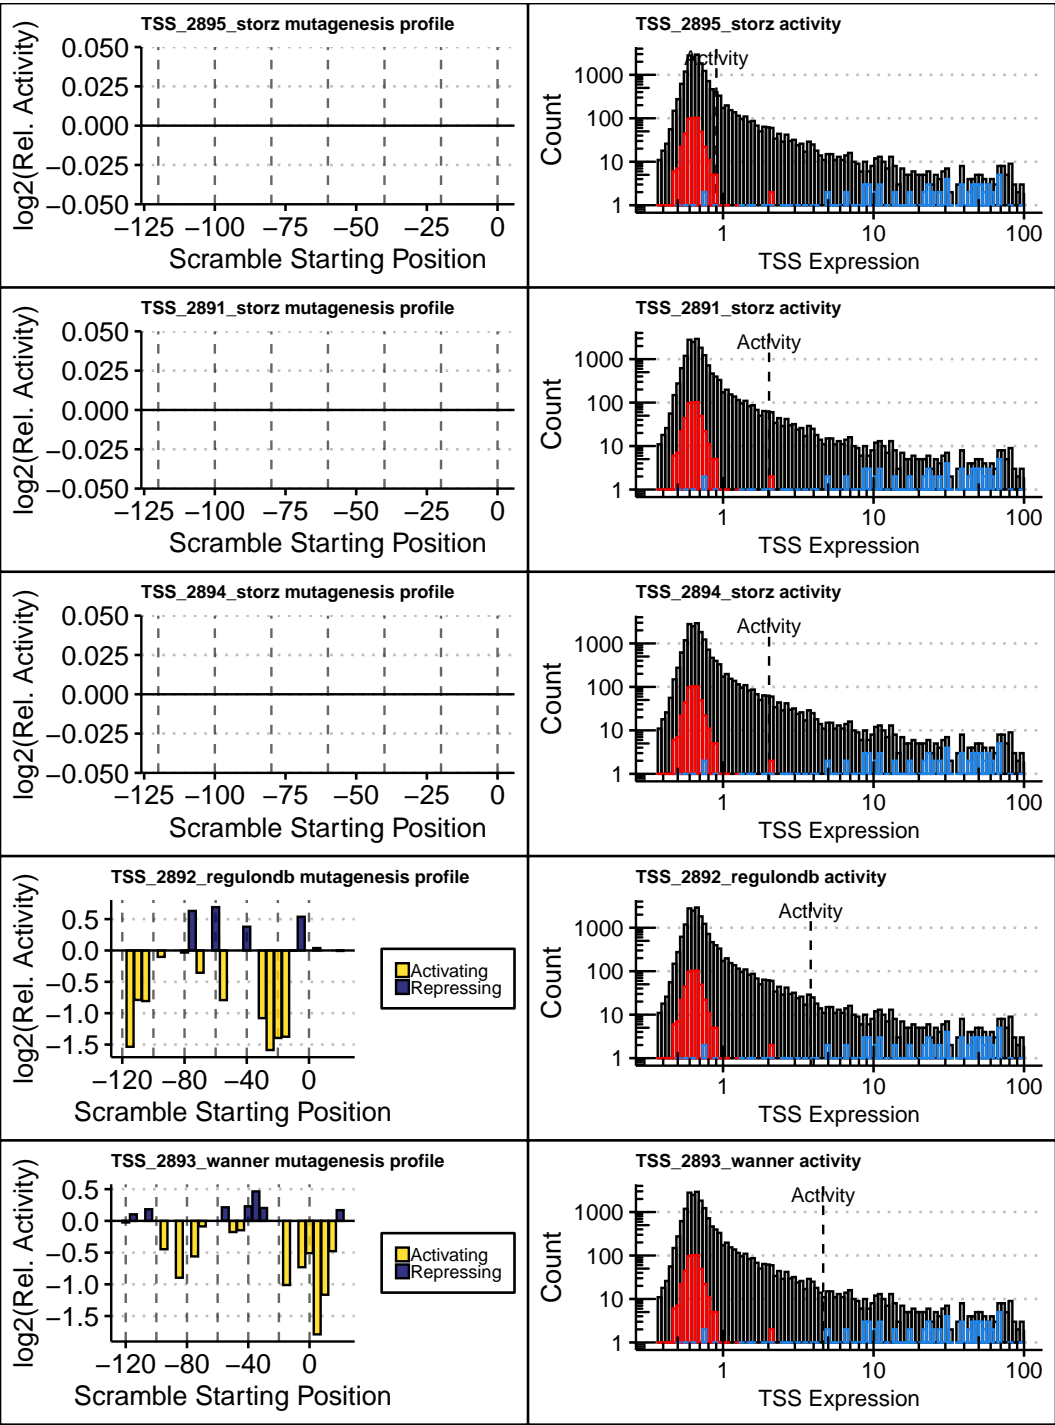 TSS_2895_storz mutagenesis profile
log2(Rel. Activity)
0.050
0.025
0.000
−0.025
−0.050
−125 −100 −75 −50 −25 0
Scramble Starting Position
TSS_2895_storz activity
Count
1000
100
10
1
Activity
1 10 100
TSS Expression
TSS_2891_storz mutagenesis profile
log2(Rel. Activity)
0.050
0.025
0.000
−0.025
−0.050
−125 −100 −75 −50 −25 0
Scramble Starting Position
TSS_2891_storz activity
Count
1000
100
10
1
Activity
1 10 100
TSS Expression
TSS_2894_storz mutagenesis profile
log2(Rel. Activity)
0.050
0.025
0.000
−0.025
−0.050
−125 −100 −75 −50 −25 0
Scramble Starting Position
TSS_2894_storz activity
Count
1000
100
10
1
Activity
1 10 100
TSS Expression
TSS_2892_regulondb mutagenesis profile
log2(Rel. Activity)
0.5
0.0
−0.5
−1.0
−1.5
−120 −80 −40 0
Scramble Starting Position
Activating
Repressing
TSS_2892_regulondb activity
Count
1000
100
10
1
Activity
1 10 100
TSS Expression
TSS_2893_wanner mutagenesis profile
log2(Rel. Activity)
0.5
0.0
−0.5
−1.0
−1.5
−120 −80 −40 0
Scramble Starting Position
Activating
Repressing
TSS_2893_wanner activity
Count
1000
100
10
1
Activity
1 10 100
TSS Expression